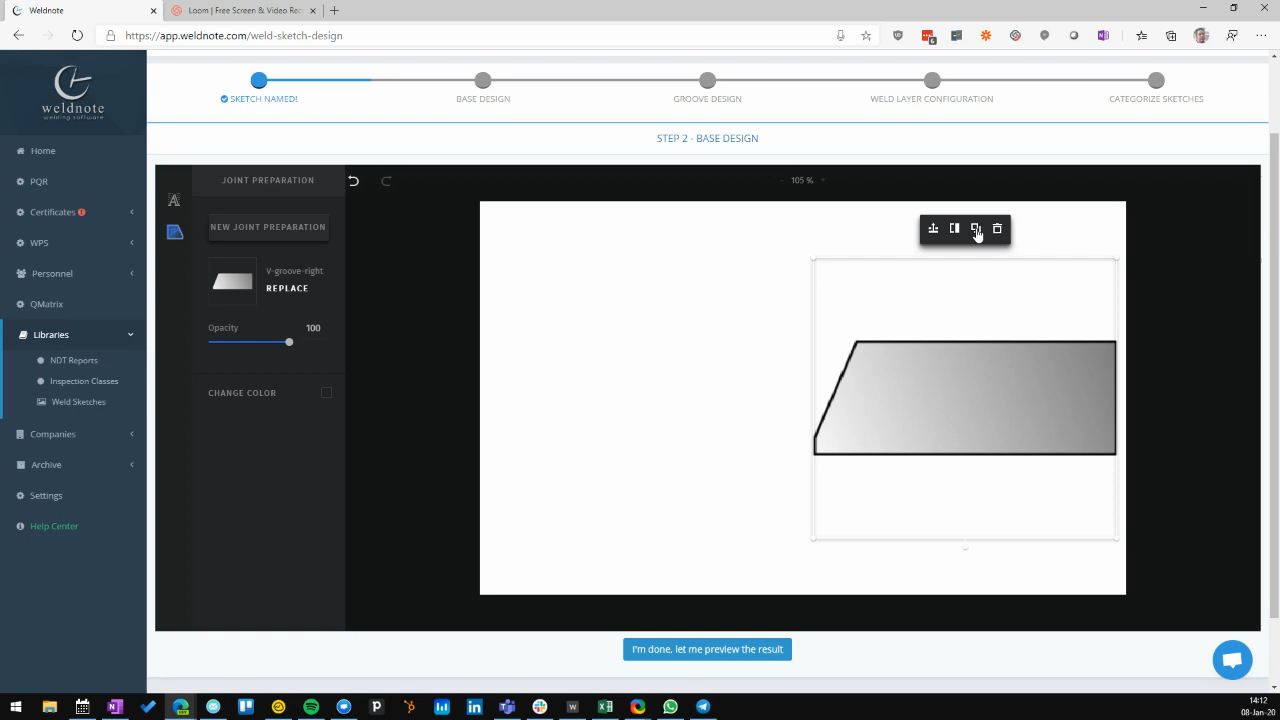 Weldnote
Loom | Free Screen & Video Rec
https://app.weldnote.com/weld-sketch-design
6
weldnote
welding.software
Home
PQR
Certificates
WPS
Personnel
QMatrix
Libraries
NDT Reports
Inspection Classes
Weld Sketches
Companies
Archive
Settings
Help Center
SKETCH NAMED!
BASE DESIGN
GROOVE DESIGN
WELD LAYER CONFIGURATION
CATEGORIZE SKETCHES
STEP 2 - BASE DESIGN
JOINT PREPARATION
- 105 % +
NEW JOINT PREPARATION
V-groove-right
REPLACE
Opacity 100
CHANGE COLOR
I'm done, let me preview the result
14:12
08-Jan-20